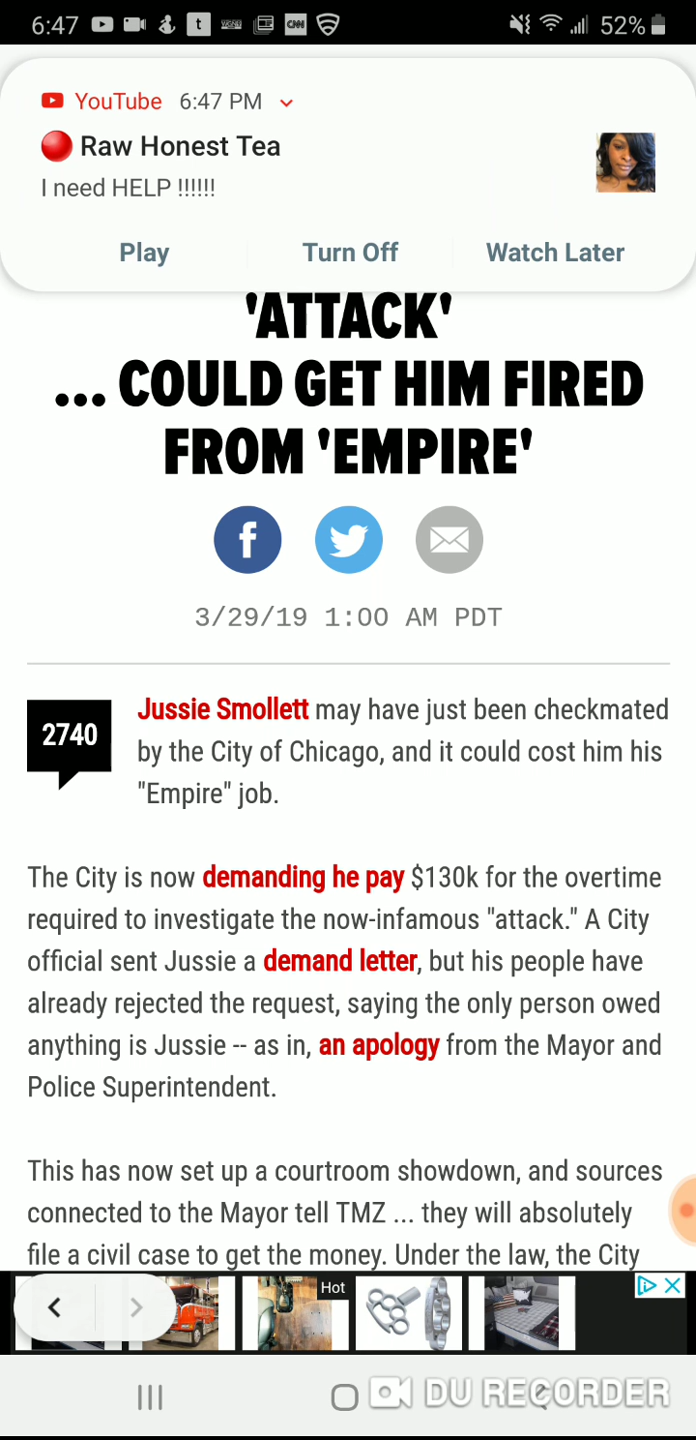 6:47
t
CNN
52%
YouTube 6:47 PM
Raw Honest Tea
I need HELP !!!!!!
Play Turn Off Watch Later
'ATTACK'
... COULD GET HIM FIRED
FROM 'EMPIRE'
f
3/29/19 1:00 AM PDT
2740
Jussie Smollett may have just been checkmated
by the City of Chicago, and it could cost him his
"Empire" job.
The City is now demanding he pay $130k for the overtime
required to investigate the now-infamous "attack." A City
official sent Jussie a demand letter, but his people have
already rejected the request, saying the only person owed
anything is Jussie -- as in, an apology from the Mayor and
Police Superintendent.
This has now set up a courtroom showdown, and sources
connected to the Mayor tell TMZ ... they will absolutely
file a civil case to get the money. Under the law, the City
Hot
DU RECORDER